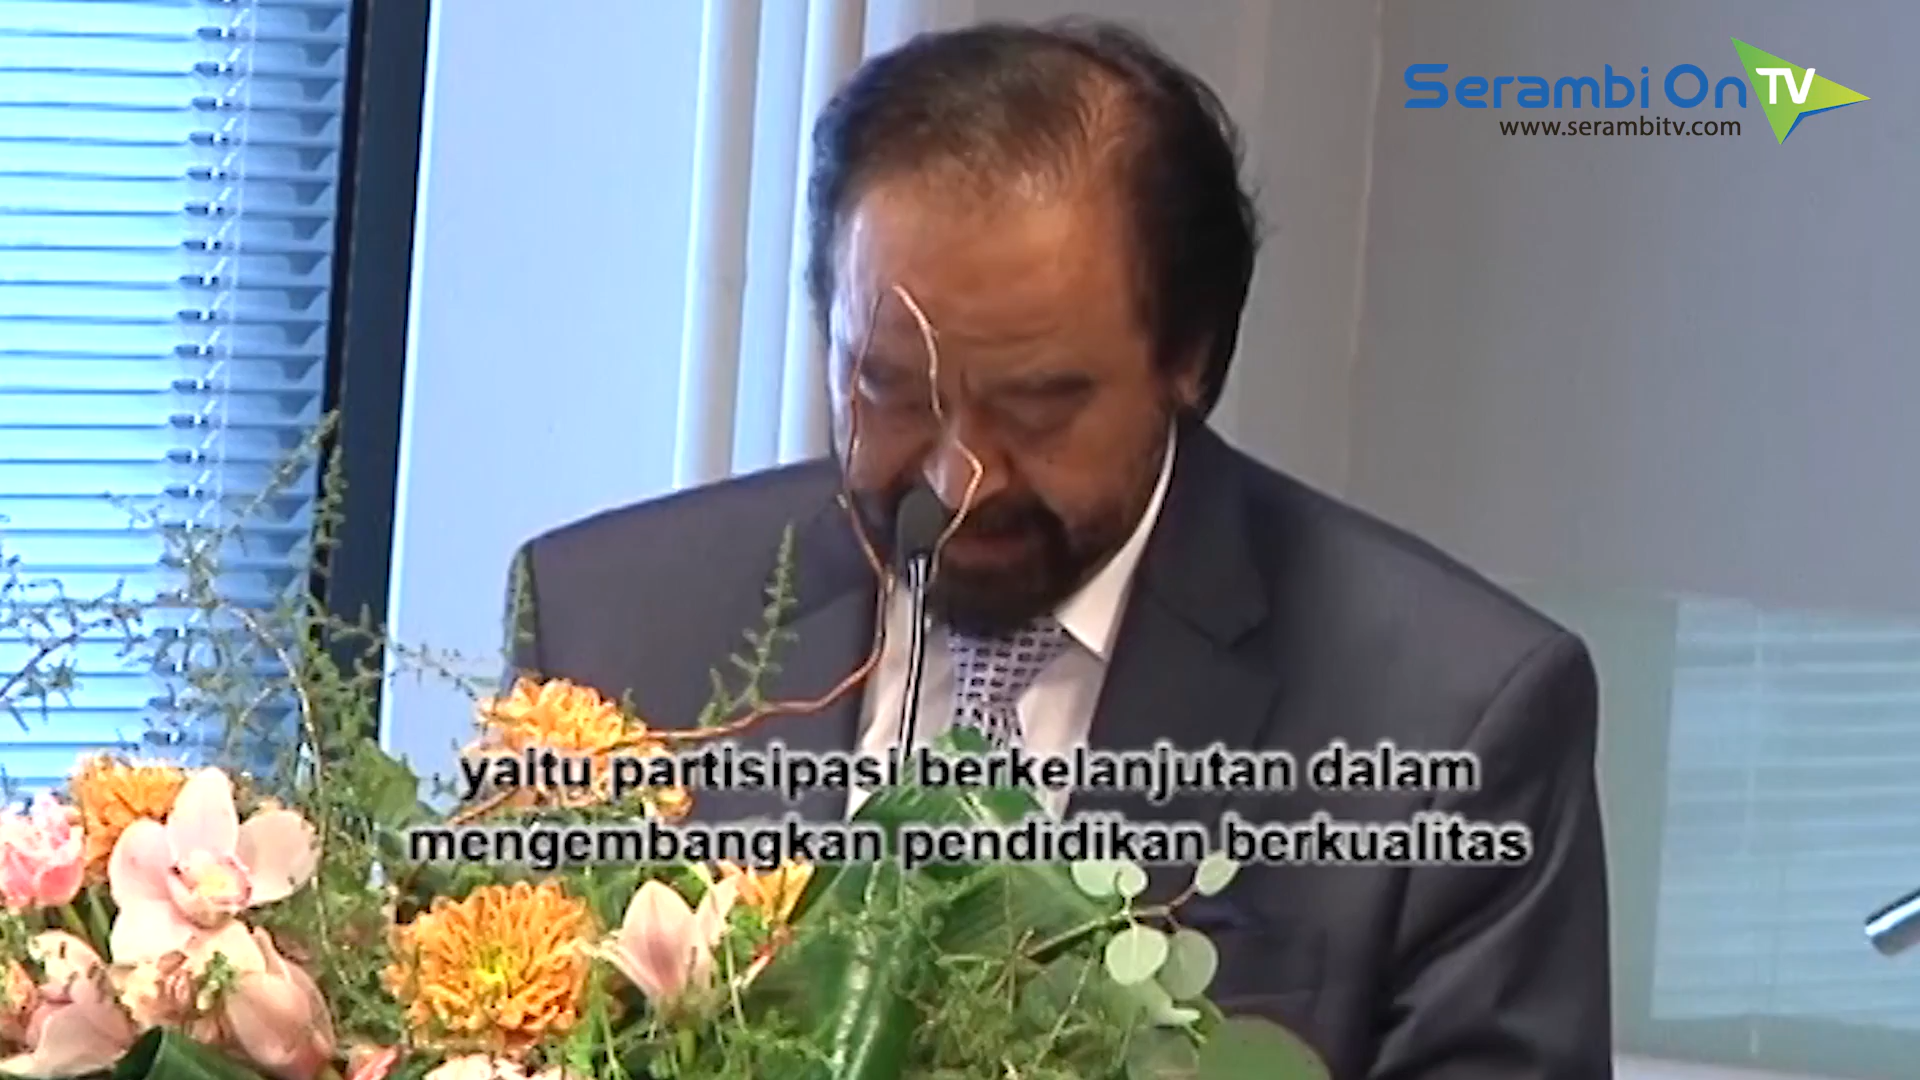 Serambi On TV
www.serambitv.com
yaitu partisipasi berkelanjutan dalam
mengembangkan pendidikan berkualitas